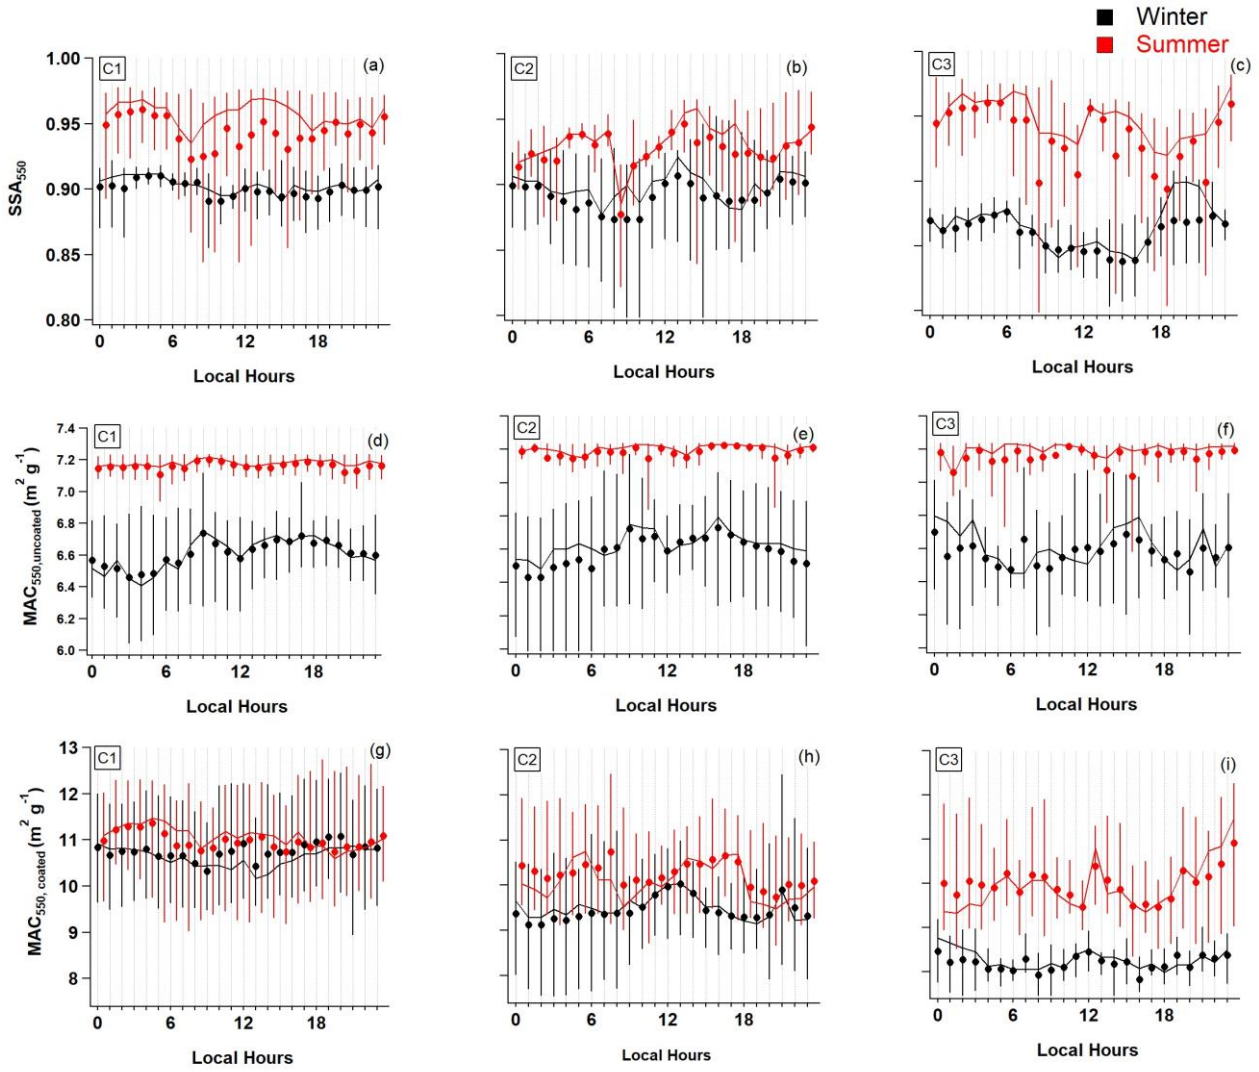 Winter
Summer
C1
(a)
SSA550
1.00
0.95
0.90
0.85
0.80
0 6 12 18
Local Hours
C2
(b)
0 6 12 18
Local Hours
C3
(c)
0 6 12 18
Local Hours
C1
(d)
MAC550,uncoated (m2 g-1)
7.4
7.2
7.0
6.8
6.6
6.4
6.2
6.0
0 6 12 18
Local Hours
C2
(e)
0 6 12 18
Local Hours
C3
(f)
0 6 12 18
Local Hours
C1
(g)
MAC550, coated (m2 g-1)
13
12
11
10
9
8
0 6 12 18
Local Hours
C2
(h)
0 6 12 18
Local Hours
C3
(i)
0 6 12 18
Local Hours